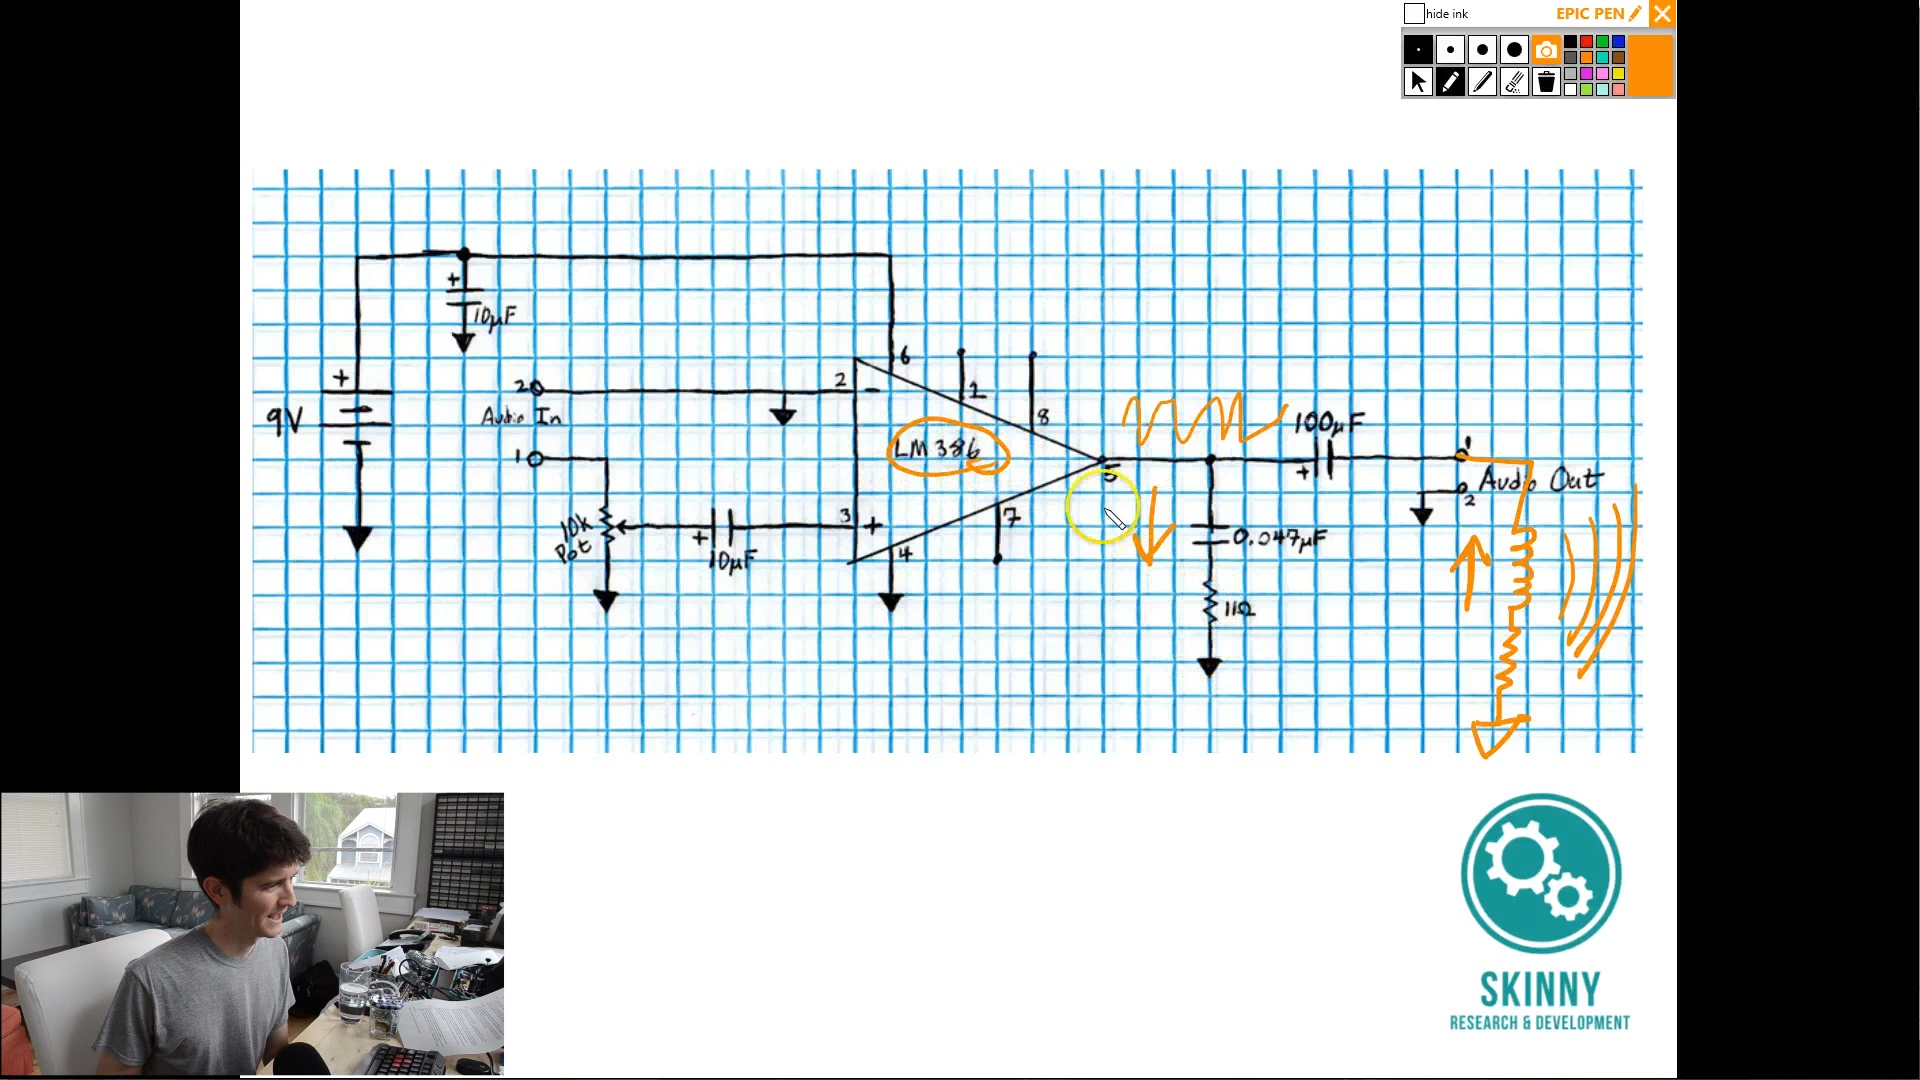 hide ink
EPIC PEN
+
10µF
6
+
2
2
-
1
9V
Audio In
8
100µF
1
LM 386
1
5
+
Audio Out
2
10k
Pot
3
+
7
+
10µF
0.047µF
4
11Ω
SKINNY
RESEARCH & DEVELOPMENT